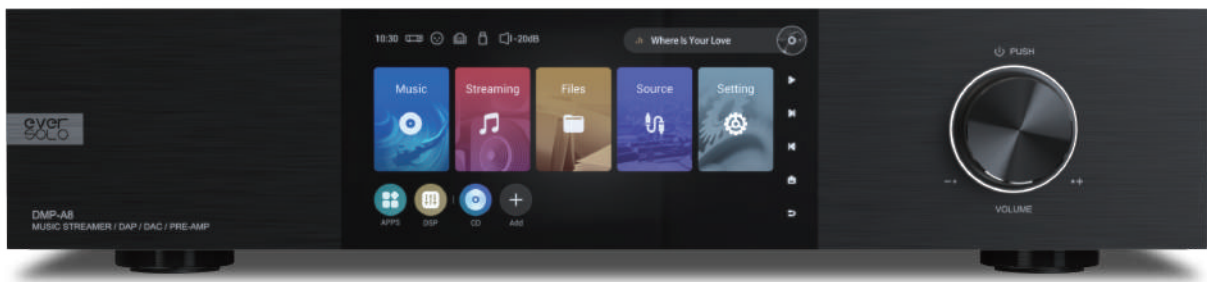 10:30 -20dB Where Is Your Love
PUSH
Music Streaming Files Source Setting
EVER
SOLO
APPS DSP CD Add
VOLUME
DMP-A8
MUSIC STREAMER / DAP / DAC / PRE-AMP